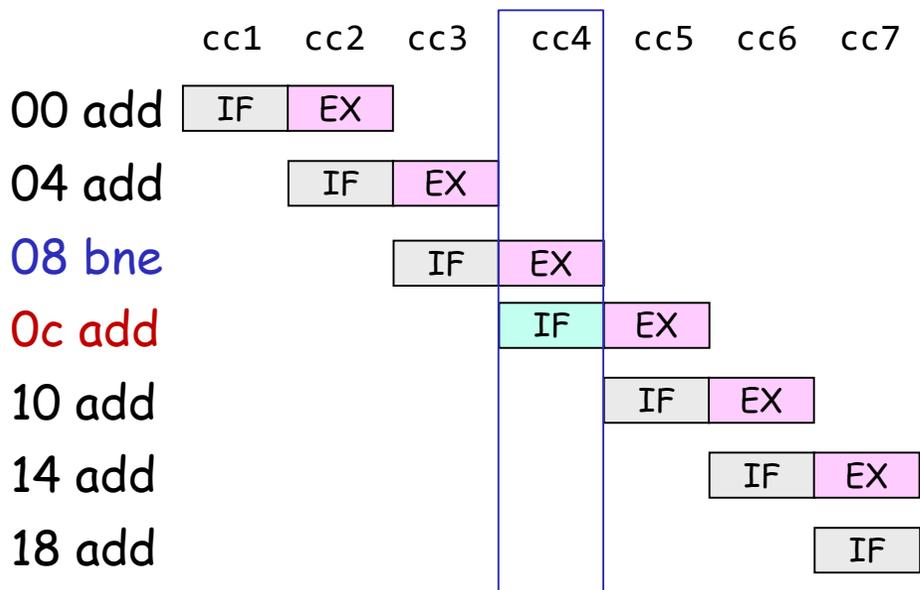 cc1 cc2 cc3 cc4 cc5 cc6 cc7
00 add IF EX
04 add IF EX
08 bne IF EX
0c add IF EX
10 add IF EX
14 add IF EX
18 add IF